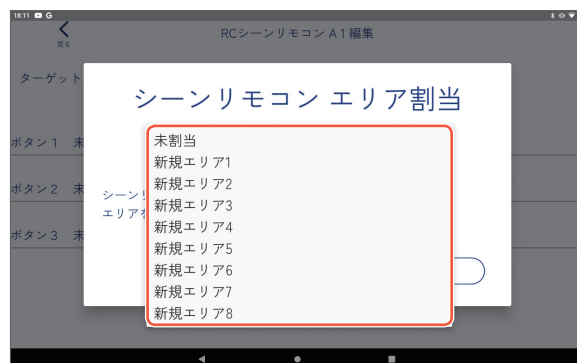 18:11 G
RCシーンリモコン A1編集
戻る
ターゲット
シーンリモコン エリア割当
未割当
新規エリア1
新規エリア2
新規エリア3
新規エリア4
新規エリア5
新規エリア6
新規エリア7
新規エリア8
ボタン1 未
ボタン2 未
シーンリ
エリアを
ボタン3 未